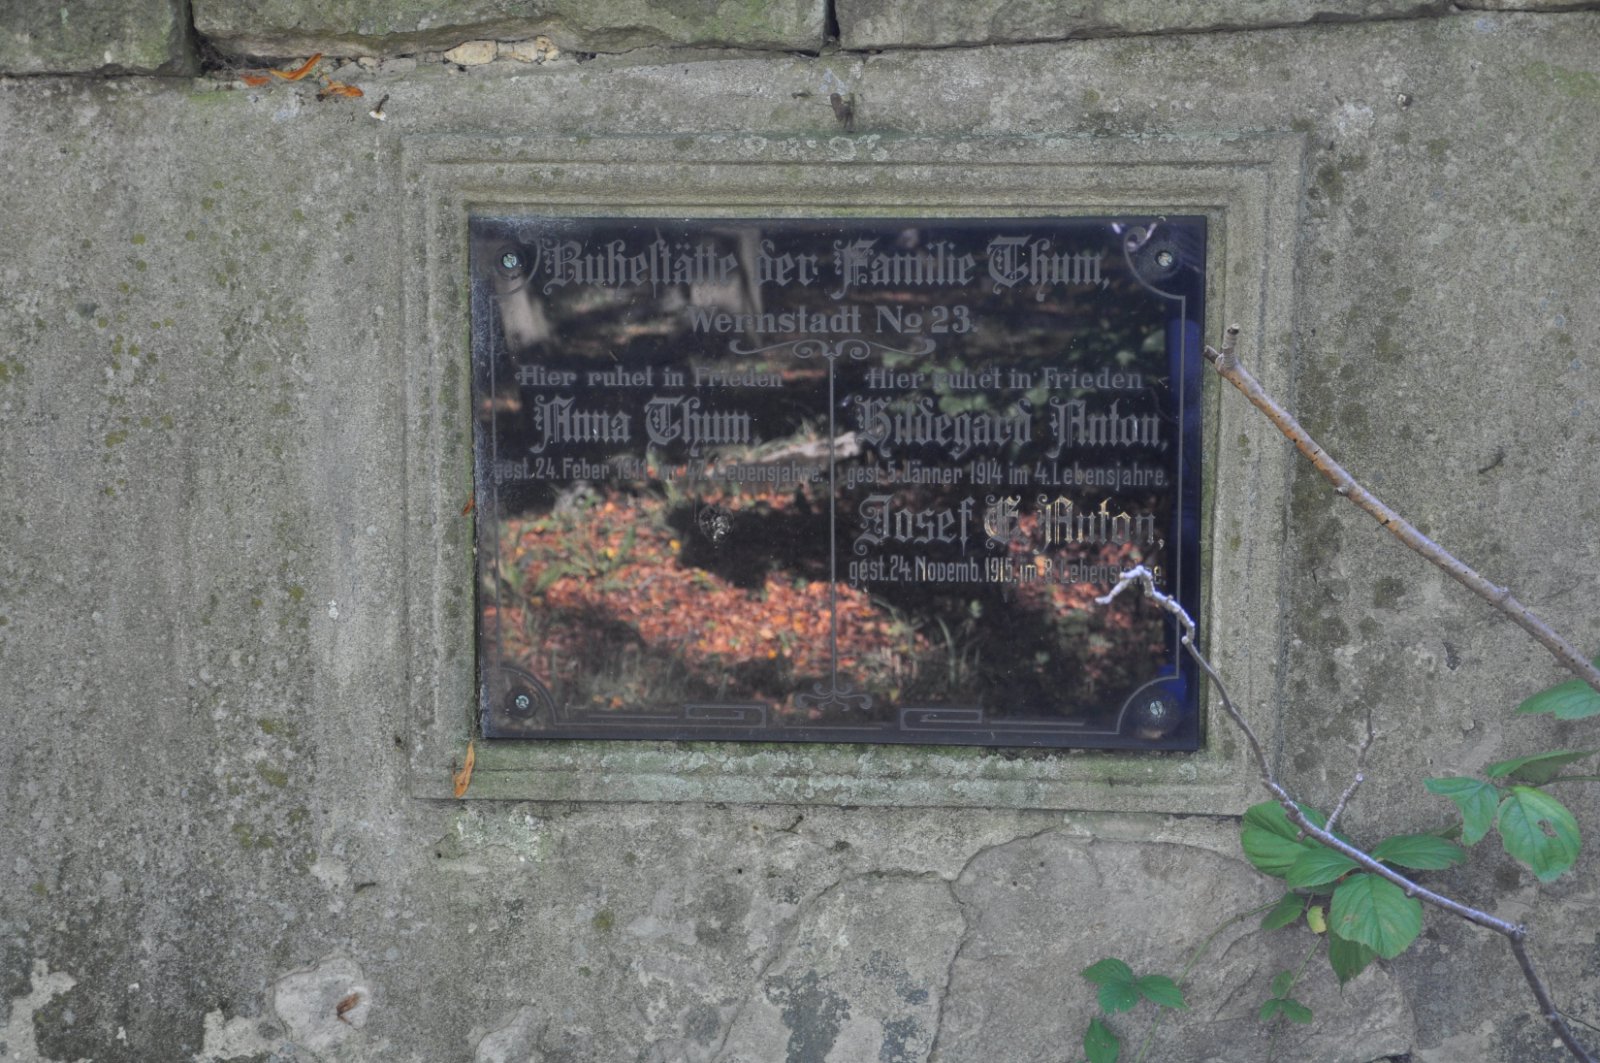 Ruhestätte der Familie Thum,
Wernstadt No 23.
Hier ruhet in Frieden
Anna Thum,
gest. 24. Feber 1911 im 47. Lebensjahre.
Hier ruhet in Frieden
Hildegard Anton,
gest. 5. Jänner 1914 im 4. Lebensjahre.
Josef E. Anton,
gest. 24. Novemb. 1915, im 8. Lebensjahre.